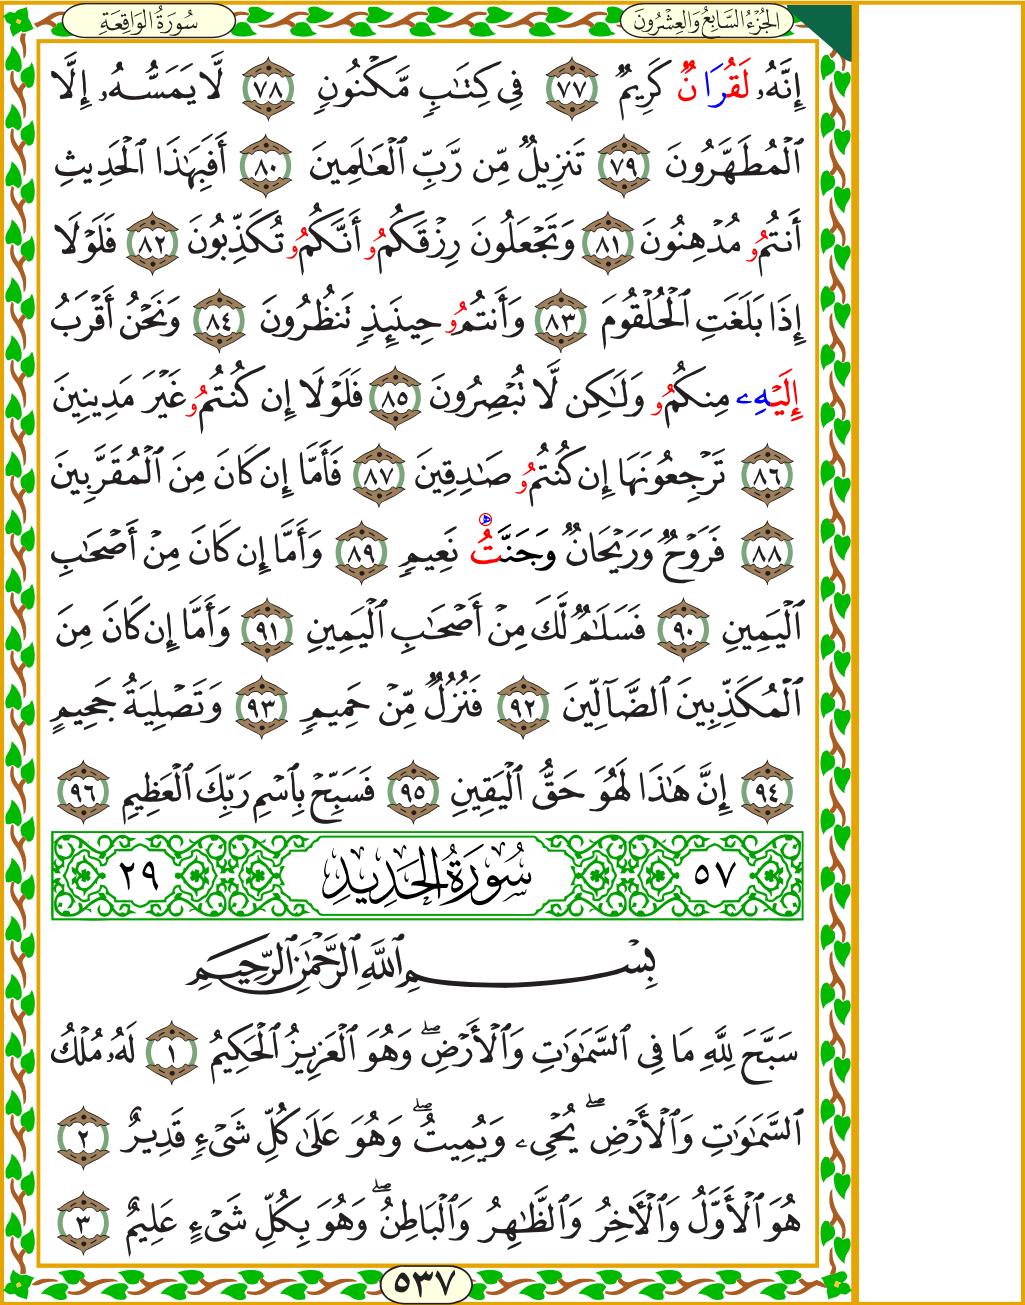 الجُزْءُ السَّابِعُ وَالعِشْرُونَ
سُورَةُ الوَاقِعَةِ
إِنَّهُۥ لَقُرَانٌ كَرِيمٌ ٧٧ فِي كِتَٰبٍ مَّكْنُونٍ ٧٨ لَّا يَمَسُّهُۥ إِلَّا
ٱلْمُطَهَّرُونَ ٧٩ تَنزِيلٌ مِّن رَّبِّ ٱلْعَٰلَمِينَ ٨٠ أَفَبِهَٰذَا ٱلْحَدِيثِ
أَنتُمُۥ مُدْهِنُونَ ٨١ وَتَجْعَلُونَ رِزْقَكُمُۥ أَنَّكُمُۥ تُكَذِّبُونَ ٨٢ فَلَوْلَا
إِذَا بَلَغَتِ ٱلْحُلْقُومَ ٨٣ وَأَنتُمُۥ حِينَئِذٍ تَنظُرُونَ ٨٤ وَنَحْنُ أَقْرَبُ
إِلَيْهِۦ مِنكُمُۥ وَلَٰكِن لَّا تُبْصِرُونَ ٨٥ فَلَوْلَا إِن كُنتُمُۥ غَيْرَ مَدِينِينَ
٨٦ تَرْجِعُونَهَا إِن كُنتُمُۥ صَٰدِقِينَ ٨٧ فَأَمَّا إِن كَانَ مِنَ ٱلْمُقَرَّبِينَ
٨٨ فَرَوْحٌ وَرَيْحَانٌ وَجَنَّتُ نَعِيمٍ ٨٩ وَأَمَّا إِن كَانَ مِنْ أَصْحَٰبِ
ٱلْيَمِينِ ٩٠ فَسَلَٰمٌ لَّكَ مِنْ أَصْحَٰبِ ٱلْيَمِينِ ٩١ وَأَمَّا إِن كَانَ مِنَ
ٱلْمُكَذِّبِينَ ٱلضَّآلِّينَ ٩٢ فَنُزُلٌ مِّنْ حَمِيمٍ ٩٣ وَتَصْلِيَةُ جَحِيمٍ
٩٤ إِنَّ هَٰذَا لَهُوَ حَقُّ ٱلْيَقِينِ ٩٥ فَسَبِّحْ بِٱسْمِ رَبِّكَ ٱلْعَظِيمِ ٩٦
٥٧ سُورَةُ الحَدِيدِ ٢٩
بِسْمِ ٱللَّهِ ٱلرَّحْمَٰنِ ٱلرَّحِيمِ
سَبَّحَ لِلَّهِ مَا فِي ٱلسَّمَٰوَٰتِ وَٱلْأَرْضِۖ وَهُوَ ٱلْعَزِيزُ ٱلْحَكِيمُ ١ لَهُۥ مُلْكُ
ٱلسَّمَٰوَٰتِ وَٱلْأَرْضِۖ يُحْيِۦ وَيُمِيتُۖ وَهُوَ عَلَىٰ كُلِّ شَيْءٍ قَدِيرٌ ٢
هُوَ ٱلْأَوَّلُ وَٱلْأَخِرُ وَٱلظَّٰهِرُ وَٱلْبَاطِنُۖ وَهُوَ بِكُلِّ شَيْءٍ عَلِيمٌ ٣
٥٣٧